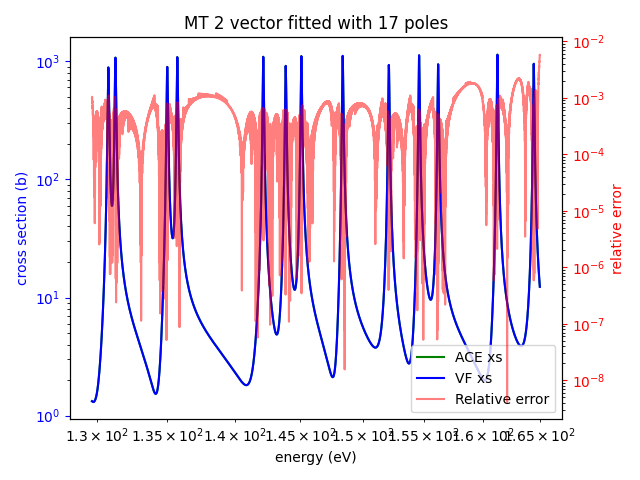 MT 2 vector fitted with 17 poles
10³
10²
10¹
10⁰
cross section (b)
10⁻²
10⁻³
10⁻⁴
10⁻⁵
10⁻⁶
10⁻⁷
10⁻⁸
relative error
ACE xs
VF xs
Relative error
1.3 × 10² 1.35 × 10² 1.4 × 10² 1.45 × 10² 1.5 × 10² 1.55 × 10² 1.6 × 10² 1.65 × 10²
energy (eV)